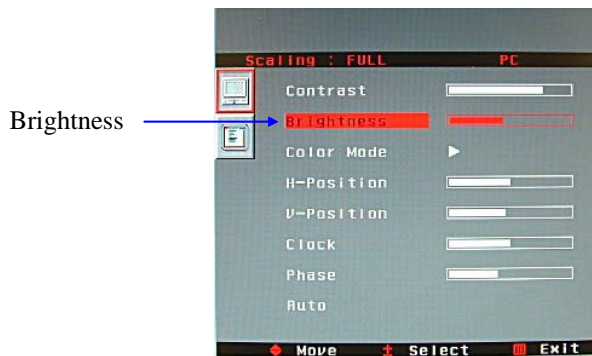 Scaling : FULL PC
Contrast
Brightness Brightness
Color Mode
H-Position
V-Position
Clock
Phase
Auto
Move ± Select Exit